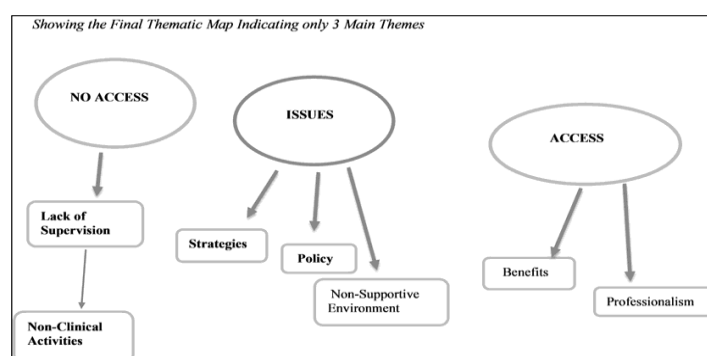 Showing the Final Thematic Map Indicating only 3 Main Themes
NO ACCESS
ISSUES
ACCESS
Lack of
Supervision
Strategies
Policy
Non-Supportive
Environment
Benefits
Professionalism
Non-Clinical
Activities